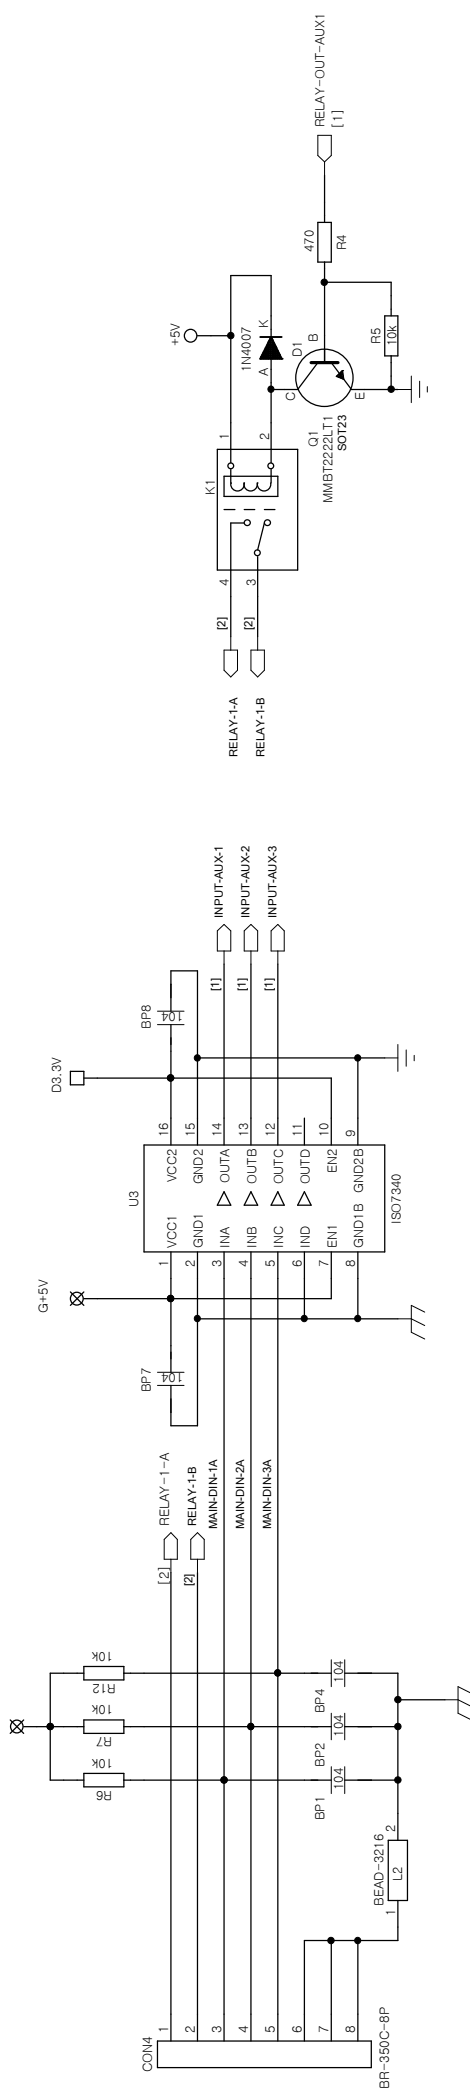 CON4
1
2
3
4
5
6
7
8
BR-350C-8P
[2]
RELAY-1-A
[2]
RELAY-1-B
MAIN-DIN-1A
MAIN-DIN-2A
MAIN-DIN-3A
R6
10k
R7
10k
R12
10k
BP1
104
BP2
104
BP4
104
BEAD-3216
1
L2
2
G+5V
BP7
104
U3
1
VCC1
2
GND1
3
INA
4
INB
5
INC
6
IND
7
EN1
8
GND1B
VCC2
16
GND2
15
OUTA
14
OUTB
13
OUTC
12
OUTD
11
EN2
10
GND2B
9
ISO7340
D3.3V
BP8
104
[1]
INPUT-AUX-1
[1]
INPUT-AUX-2
[1]
INPUT-AUX-3
RELAY-1-A
[2]
4
RELAY-1-B
[2]
3
K1
1
2
+5V
1N4007
A
K
D1
C
B
E
Q1
MMBT2222LT1
SOT23
470
R4
R5
10k
RELAY-OUT-AUX1
[1]